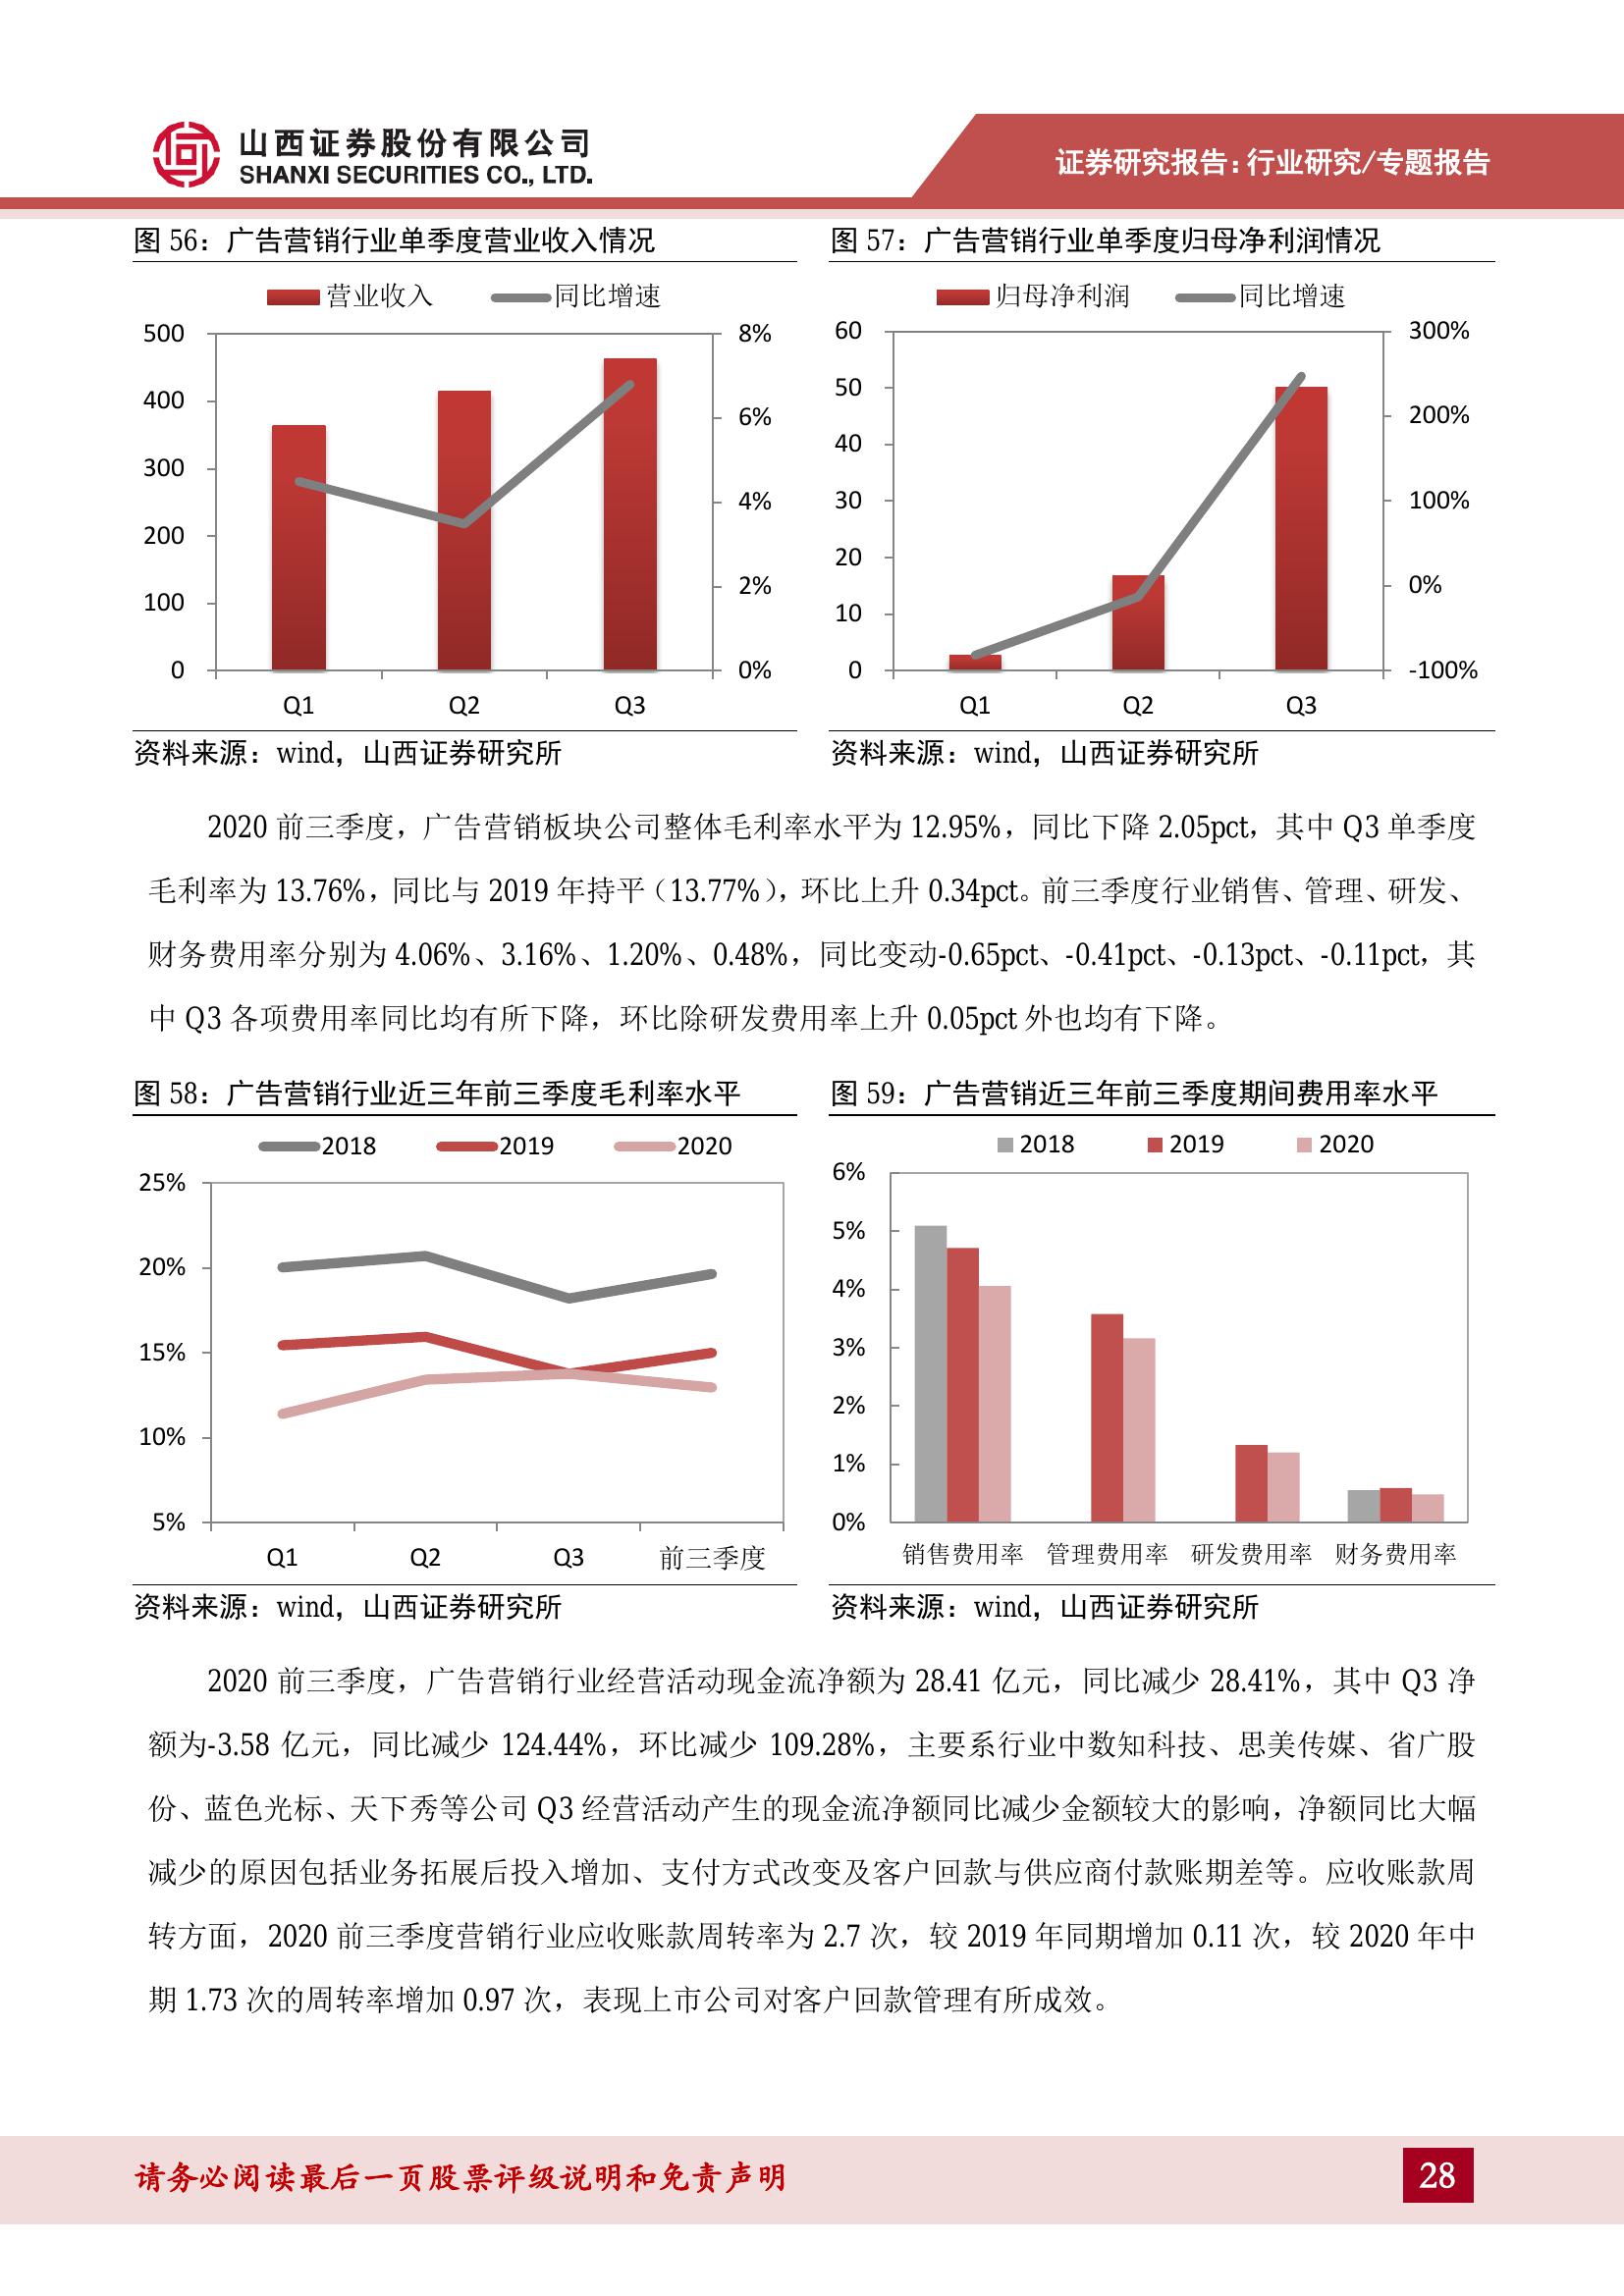 山西证券股份有限公司
SHANXI SECURITIES CO., LTD.
证券研究报告：行业研究/专题报告
图 56：广告营销行业单季度营业收入情况
营业收入 同比增速
500
400
300
200
100
0
8%
6%
4%
2%
0%
Q1 Q2 Q3
资料来源：wind，山西证券研究所
图 57：广告营销行业单季度归母净利润情况
归母净利润 同比增速
60
50
40
30
20
10
0
300%
200%
100%
0%
-100%
Q1 Q2 Q3
资料来源：wind，山西证券研究所
2020 前三季度，广告营销板块公司整体毛利率水平为 12.95%，同比下降 2.05pct，其中 Q3 单季度
毛利率为 13.76%，同比与 2019 年持平（13.77%），环比上升 0.34pct。前三季度行业销售、管理、研发、
财务费用率分别为 4.06%、3.16%、1.20%、0.48%，同比变动-0.65pct、-0.41pct、-0.13pct、-0.11pct，其
中 Q3 各项费用率同比均有所下降，环比除研发费用率上升 0.05pct 外也均有下降。
图 58：广告营销行业近三年前三季度毛利率水平
2018 2019 2020
25%
20%
15%
10%
5%
Q1 Q2 Q3 前三季度
资料来源：wind，山西证券研究所
图 59：广告营销近三年前三季度期间费用率水平
2018 2019 2020
6%
5%
4%
3%
2%
1%
0%
销售费用率 管理费用率 研发费用率 财务费用率
资料来源：wind，山西证券研究所
2020 前三季度，广告营销行业经营活动现金流净额为 28.41 亿元，同比减少 28.41%，其中 Q3 净
额为-3.58 亿元，同比减少 124.44%，环比减少 109.28%，主要系行业中数知科技、思美传媒、省广股
份、蓝色光标、天下秀等公司 Q3 经营活动产生的现金流净额同比减少金额较大的影响，净额同比大幅
减少的原因包括业务拓展后投入增加、支付方式改变及客户回款与供应商付款账期差等。应收账款周
转方面，2020 前三季度营销行业应收账款周转率为 2.7 次，较 2019 年同期增加 0.11 次，较 2020 年中
期 1.73 次的周转率增加 0.97 次，表现上市公司对客户回款管理有所成效。
请务必阅读最后一页股票评级说明和免责声明
28